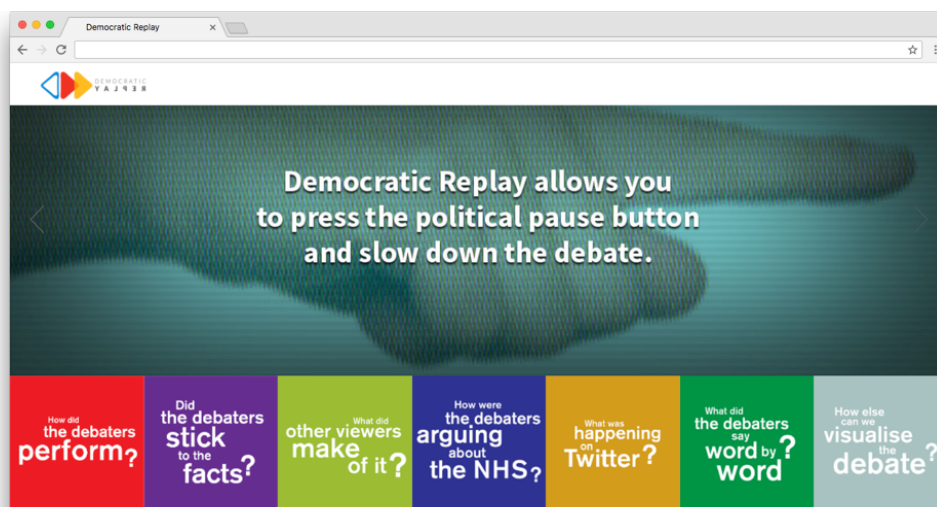 Democratic Replay
DEMOCRATIC
REPLAY
Democratic Replay allows you
to press the political pause button
and slow down the debate.
How did
the debaters
perform?
Did
the debaters
stick
to the
facts?
What did
other viewers
make
of it?
How were
the debaters
arguing
about
the NHS?
What was
happening
on
Twitter?
What did
the debaters
say
word by
word?
How else
can we
visualise
the
debate?